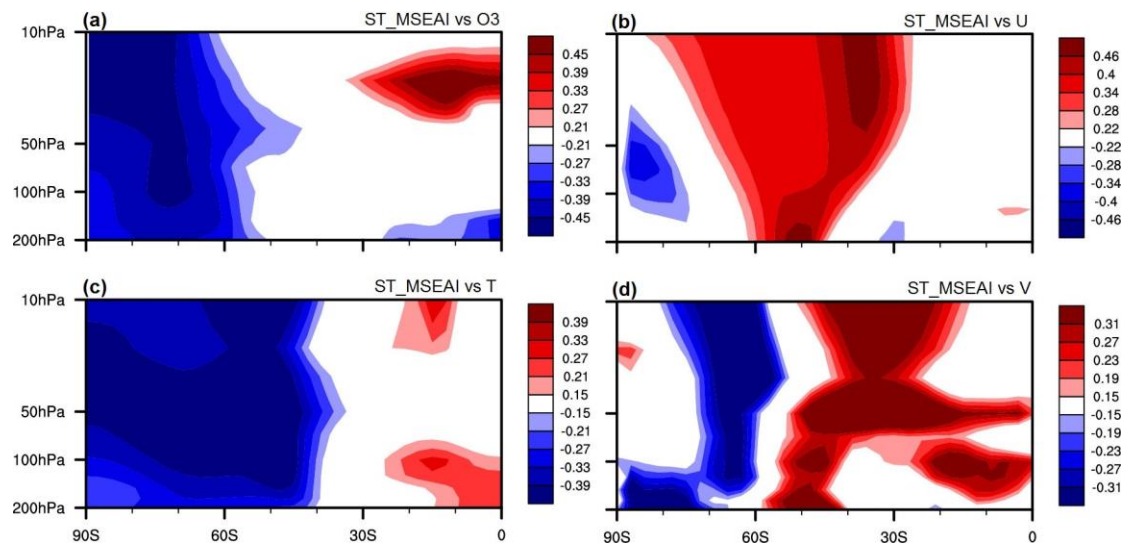 (a) ST_MSEAI vs O3
10hPa
50hPa
100hPa
200hPa
0.45
0.39
0.33
0.27
0.21
-0.21
-0.27
-0.33
-0.45
(b) ST_MSEAI vs U
0.46
0.4
0.34
0.28
0.22
-0.22
-0.28
-0.34
-0.4
-0.46
(c) ST_MSEAI vs T
10hPa
50hPa
100hPa
200hPa
90S 60S 30S 0
0.39
0.33
0.27
0.21
0.15
-0.15
-0.21
-0.27
-0.33
-0.39
(d) ST_MSEAI vs V
90S 60S 30S 0
0.31
0.27
0.23
0.19
0.15
-0.15
-0.19
-0.23
-0.27
-0.31